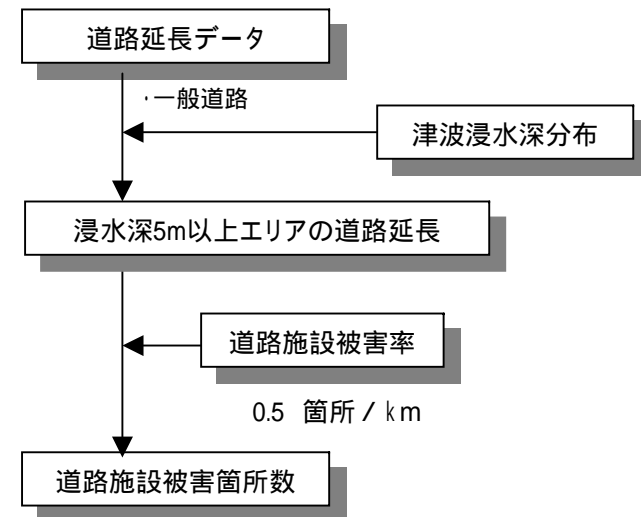 道路延長データ
・一般道路
津波浸水深分布
浸水深5m以上エリアの道路延長
道路施設被害率
0.5 箇所/km
道路施設被害箇所数